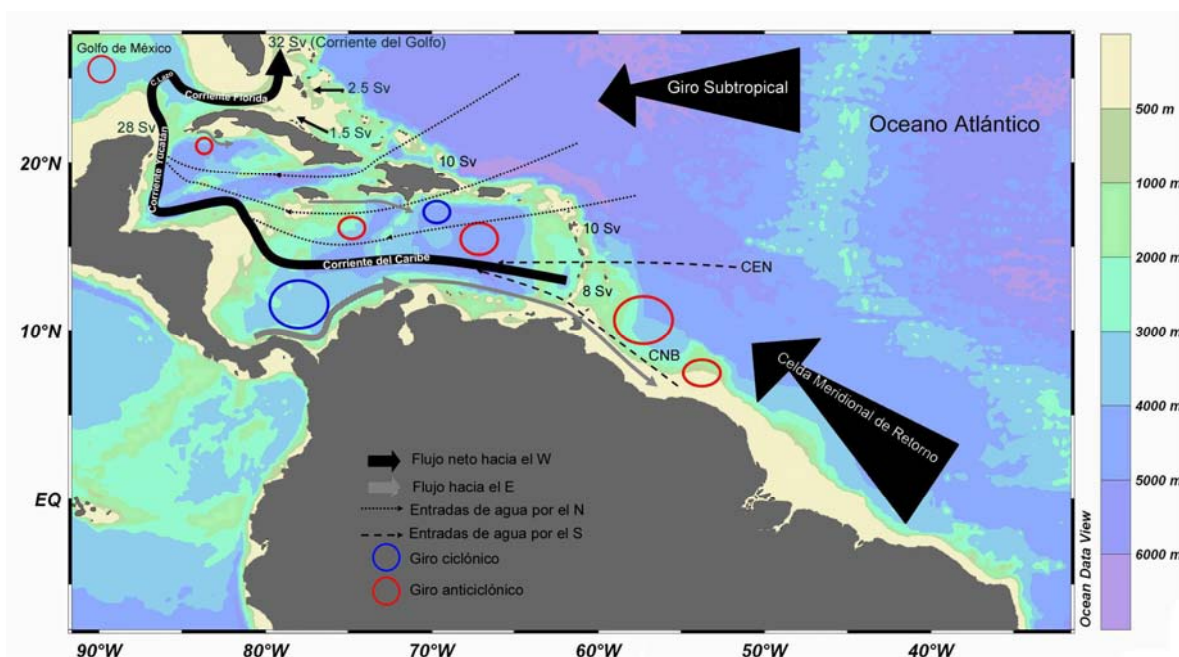 Golfo de México
32 Sv (Corriente del Golfo)
C. Lazo
Corriente Florida
2.5 Sv
1.5 Sv
28 Sv
Corriente Yucatán
10 Sv
10 Sv
8 Sv
Corriente del Caribe
CEN
CNB
Giro Subtropical
Oceano Atlántico
Celda Meridional de Retorno
20°N
10°N
EQ
Flujo neto hacia el W
Flujo hacia el E
Entradas de agua por el N
Entradas de agua por el S
Giro ciclónico
Giro anticiclónico
90°W
80°W
70°W
60°W
50°W
40°W
Ocean Data View
500 m
1000 m
2000 m
3000 m
4000 m
5000 m
6000 m